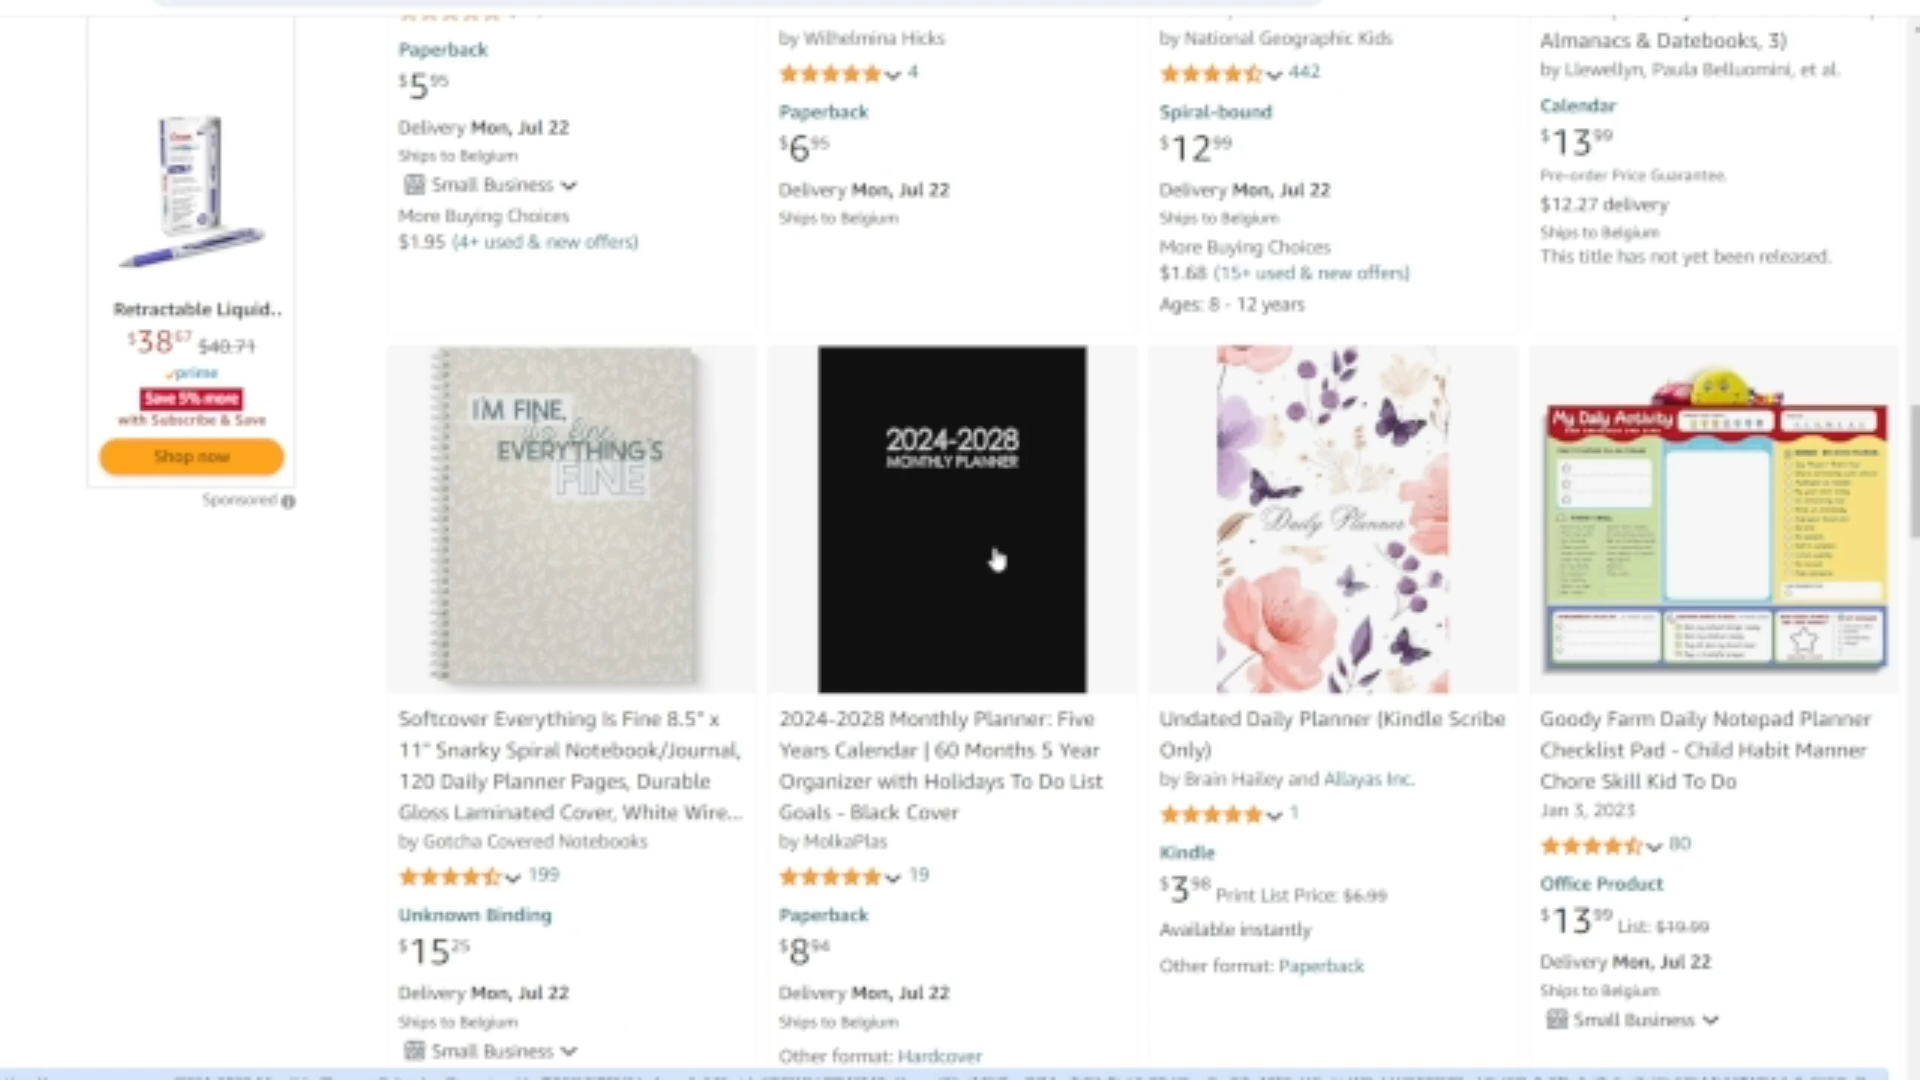 Paperback
$5 95
Delivery Mon, Jul 22
Ships to Belgium
Small Business
More Buying Choices
$1.95 (4+ used & new offers)
by Wilhelmina Hicks
4
Paperback
$6 95
Delivery Mon, Jul 22
Ships to Belgium
by National Geographic Kids
442
Spiral-bound
$12 99
Delivery Mon, Jul 22
Ships to Belgium
More Buying Choices
$1.68 (15+ used & new offers)
Ages: 8 - 12 years
Almanacs & Datebooks, 3)
by Llewellyn, Paula Belluomini, et al.
Calendar
$13 99
Pre-order Price Guarantee.
$12.27 delivery
Ships to Belgium
This title has not yet been released.
Retractable Liquid..
$38 67 $40.71
prime
Save 5% more
with Subscribe & Save
Shop now
Sponsored
I'M FINE,
EVERYTHING'S
FINE
2024-2028
MONTHLY PLANNER
Daily Planner
My Daily Activity
Softcover Everything Is Fine 8.5" x
11" Snarky Spiral Notebook/Journal,
120 Daily Planner Pages, Durable
Gloss Laminated Cover, White Wire...
by Gotcha Covered Notebooks
199
Unknown Binding
$15 25
Delivery Mon, Jul 22
Ships to Belgium
Small Business
2024-2028 Monthly Planner: Five
Years Calendar | 60 Months 5 Year
Organizer with Holidays To Do List
Goals - Black Cover
by MolkaPlas
19
Paperback
$8 94
Delivery Mon, Jul 22
Ships to Belgium
Other format: Hardcover
Undated Daily Planner (Kindle Scribe
Only)
by Brain Hailey and Allayas Inc.
1
Kindle
$3 98 Print List Price: $6.99
Available instantly
Other format: Paperback
Goody Farm Daily Notepad Planner
Checklist Pad - Child Habit Manner
Chore Skill Kid To Do
Jan 3, 2023
80
Office Product
$13 99 List: $19.99
Delivery Mon, Jul 22
Ships to Belgium
Small Business